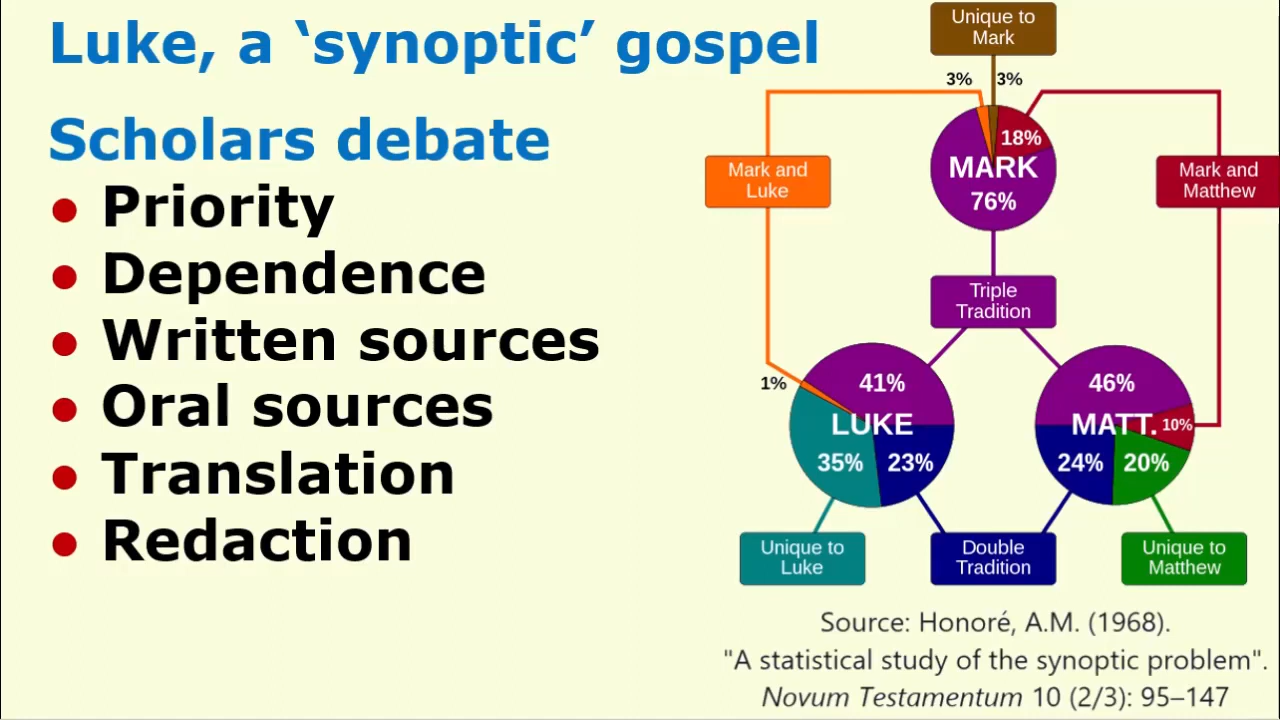 Luke, a ‘synoptic’ gospel
Scholars debate
● Priority
● Dependence
● Written sources
● Oral sources
● Translation
● Redaction
Unique to
Mark
3%
3%
18%
MARK
76%
Mark and
Luke
Mark and
Matthew
Triple
Tradition
1%
41%
LUKE
35%
23%
46%
MATT.
10%
24%
20%
Unique to
Luke
Double
Tradition
Unique to
Matthew
Source: Honoré, A.M. (1968).
"A statistical study of the synoptic problem".
Novum Testamentum 10 (2/3): 95–147